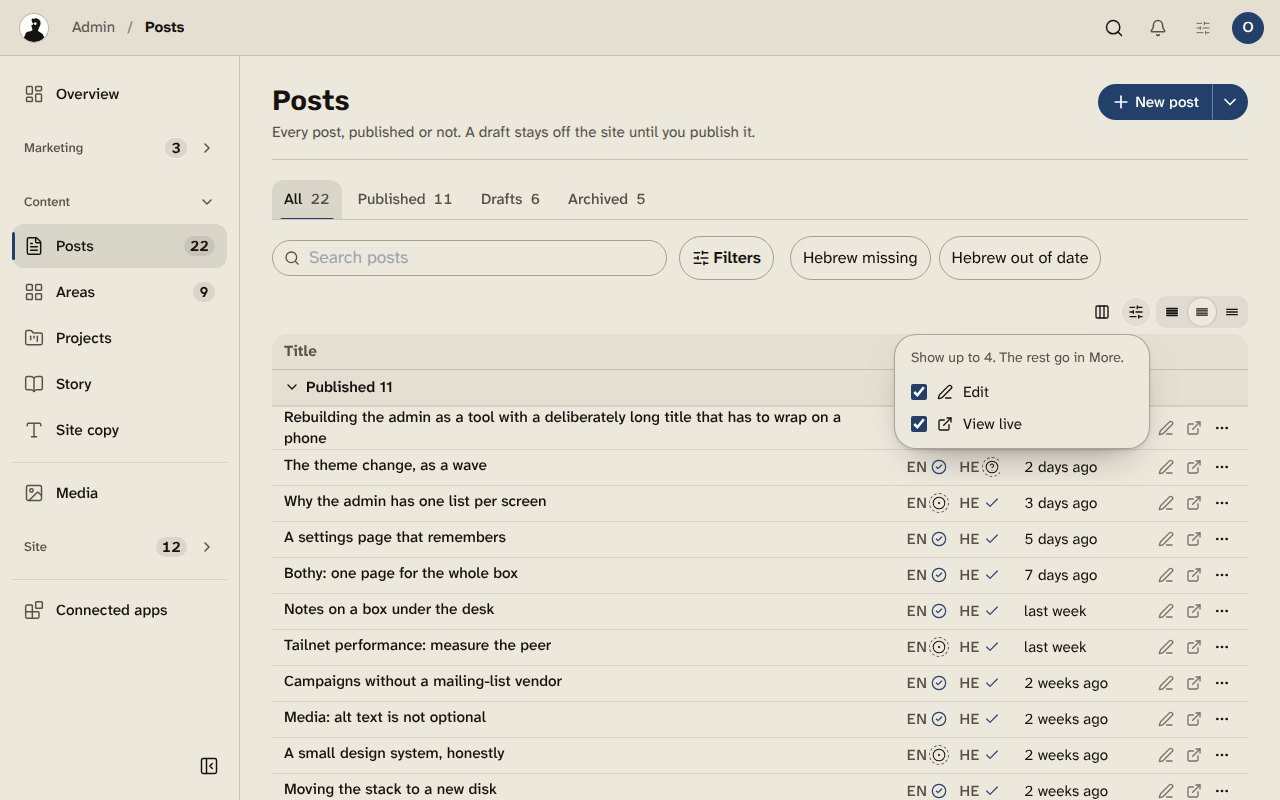 Admin / Posts
O
Overview
Marketing 3
Content
Posts 22
Areas 9
Projects
Story
Site copy
Media
Site 12
Connected apps
Posts
Every post, published or not. A draft stays off the site until you publish it.
New post
All 22 Published 11 Drafts 6 Archived 5
Search posts
Filters
Hebrew missing
Hebrew out of date
Title
Show up to 4. The rest go in More.
Edit
View live
Published 11
Rebuilding the admin as a tool with a deliberately long title that has to wrap on a
phone
The theme change, as a wave EN HE 2 days ago
Why the admin has one list per screen EN HE 3 days ago
A settings page that remembers EN HE 5 days ago
Bothy: one page for the whole box EN HE 7 days ago
Notes on a box under the desk EN HE last week
Tailnet performance: measure the peer EN HE last week
Campaigns without a mailing-list vendor EN HE 2 weeks ago
Media: alt text is not optional EN HE 2 weeks ago
A small design system, honestly EN HE 2 weeks ago
Moving the stack to a new disk EN HE 2 weeks ago